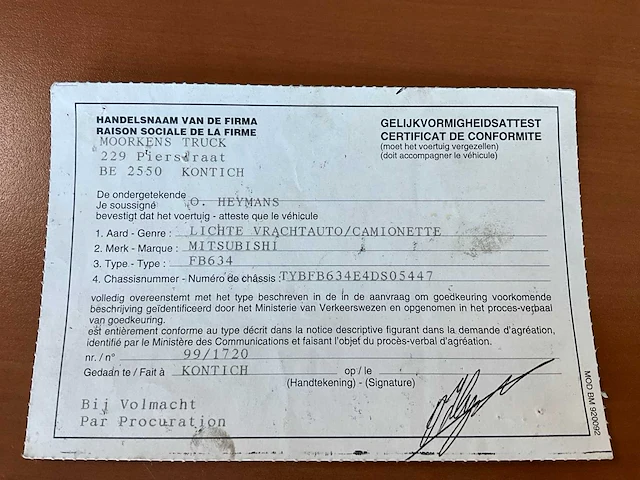 HANDELSNAAM VAN DE FIRMA
RAISON SOCIALE DE LA FIRME
MOORKENS TRUCK
229 Pierstraat
BE 2550 KONTICH
GELIJKVORMIGHEIDSATTEST
CERTIFICAT DE CONFORMITE
(moet het voertuig vergezellen)
(doit accompagner le véhicule)
De ondergetekende
Je soussigné O. HEYMANS
bevestigt dat het voertuig - atteste que le véhicule
1. Aard - Genre : LICHTE VRACHTAUTO/CAMIONETTE
2. Merk - Marque : MITSUBISHI
3. Type - Type : FB634
4. Chassisnummer - Numéro de châssis : TYBFB634E4DS05447
volledig overeenstemt met het type beschreven in de in de aanvraag om goedkeuring voorkomende
beschrijving geïdentificeerd door het Ministerie van Verkeerswezen en opgenomen in het proces-verbaal
van goedkeuring.
est entièrement conforme au type décrit dans la notice descriptive figurant dans la demande d'agréation,
identifié par le Ministère des Communications et faisant l'objet du procès-verbal d'agréation.
nr. / n° 99/1720
Gedaan te / Fait à KONTICH op / le
(Handtekening) - (Signature)
Bij Volmacht
Par Procuration
MOD BM 920092